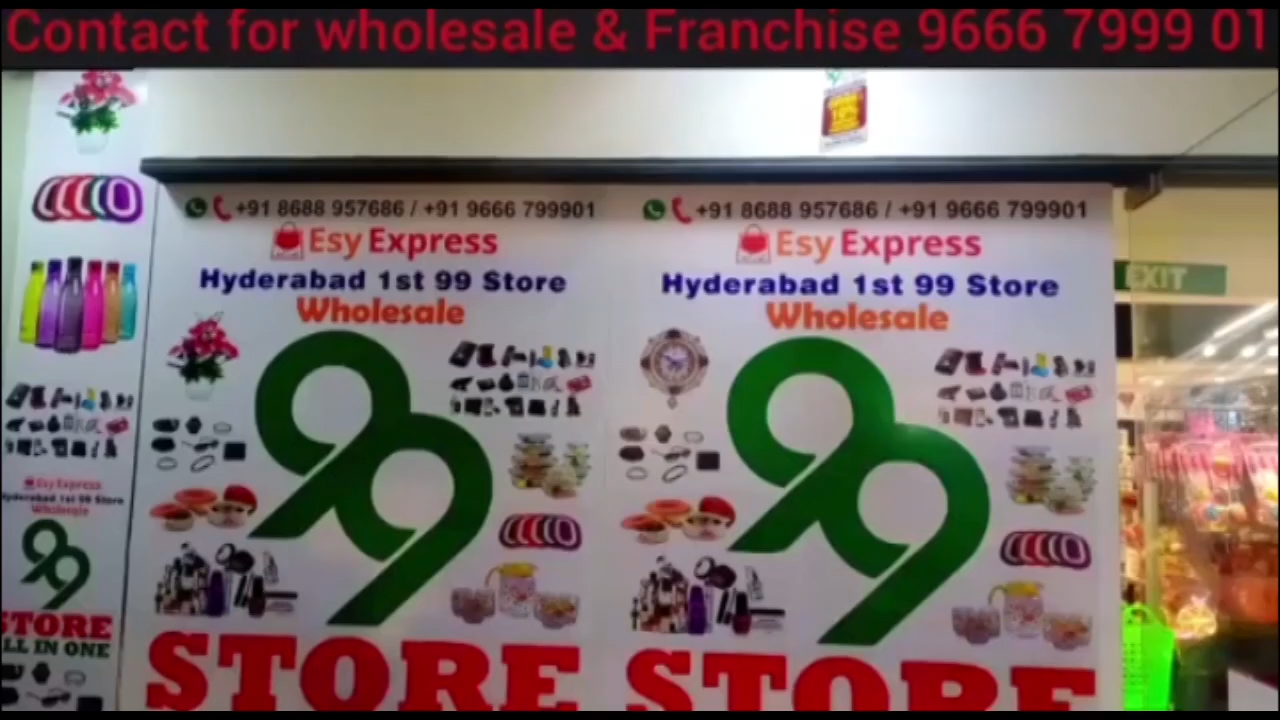 Contact for wholesale & Franchise 9666 7999 01
+91 8688 957686 / +91 9666 799901
Esy Express
Hyderabad 1st 99 Store
Wholesale
99
STORE
+91 8688 957686 / +91 9666 799901
Esy Express
Hyderabad 1st 99 Store
Wholesale
99
STORE
EXIT
Esy Express
Hyderabad 1st 99 Store
Wholesale
99
STORE
LL IN ONE